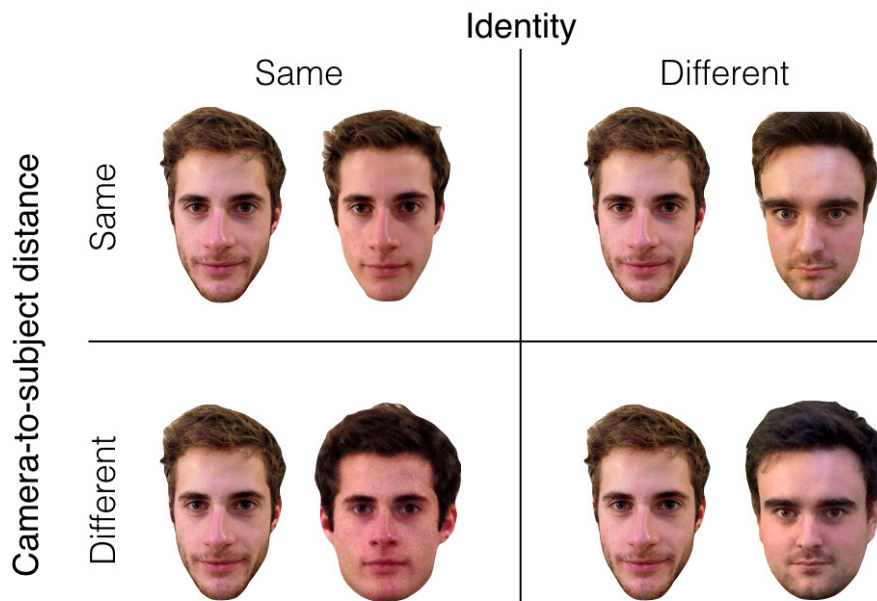 Identity
Same
Different
Camera-to-subject distance
Same
Different